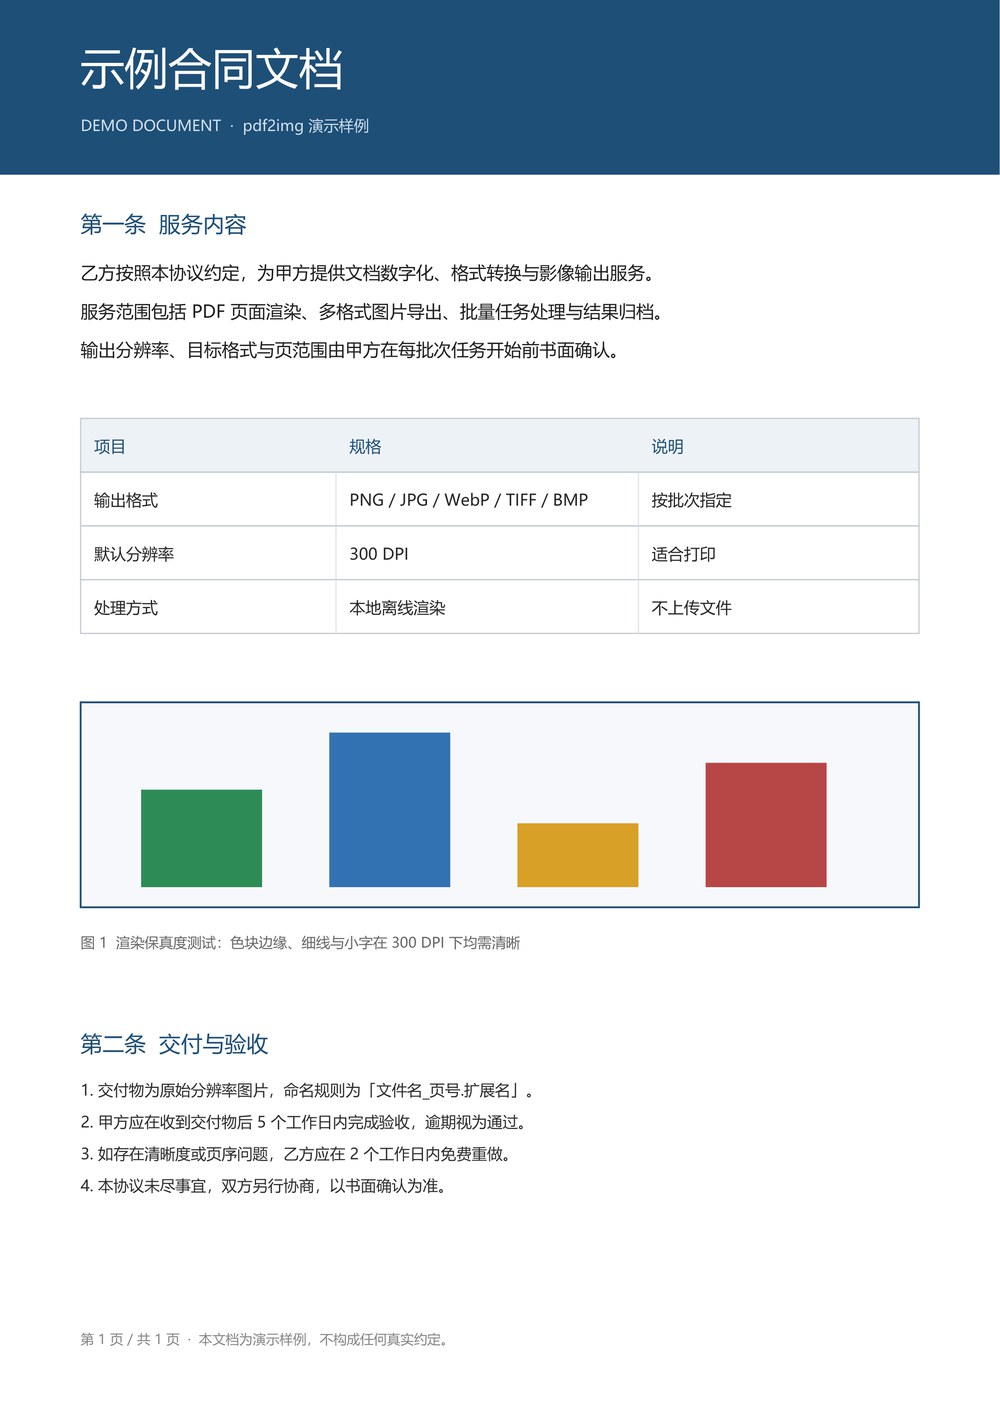 示例合同文档
DEMO DOCUMENT · pdf2img 演示样例
第一条 服务内容
乙方按照本协议约定，为甲方提供文档数字化、格式转换与影像输出服务。
服务范围包括 PDF 页面渲染、多格式图片导出、批量任务处理与结果归档。
输出分辨率、目标格式与页范围由甲方在每批次任务开始前书面确认。
项目 规格 说明
输出格式 PNG / JPG / WebP / TIFF / BMP 按批次指定
默认分辨率 300 DPI 适合打印
处理方式 本地离线渲染 不上传文件
图 1 渲染保真度测试：色块边缘、细线与小字在 300 DPI 下均需清晰
第二条 交付与验收
1. 交付物为原始分辨率图片，命名规则为「文件名_页号.扩展名」。
2. 甲方应在收到交付物后 5 个工作日内完成验收，逾期视为通过。
3. 如存在清晰度或页序问题，乙方应在 2 个工作日内免费重做。
4. 本协议未尽事宜，双方另行协商，以书面确认为准。
第 1 页 / 共 1 页 · 本文档为演示样例，不构成任何真实约定。